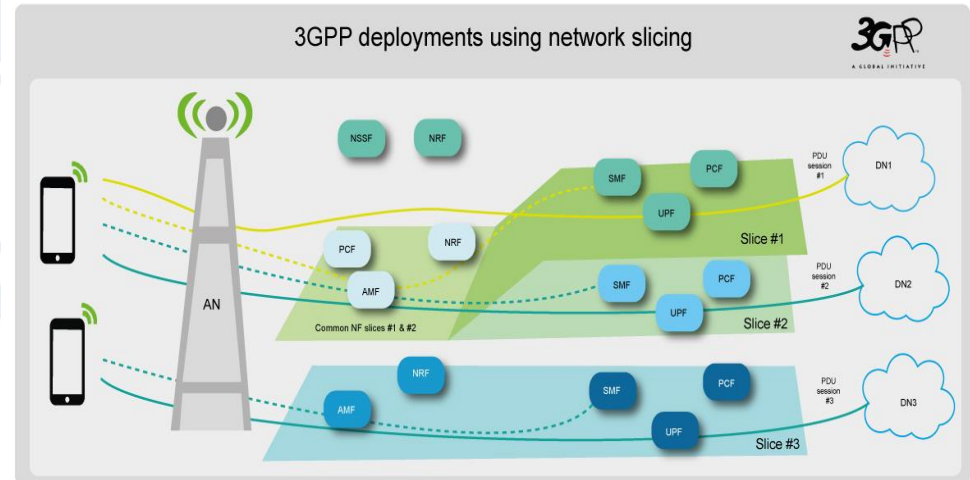 3GPP deployments using network slicing
3GPP
A GLOBAL INITIATIVE
NSSF
NRF
SMF
PCF
PDU
session
#1
DN1
UPF
Slice #1
PCF
NRF
AMF
Common NF slices #1 & #2
AN
SMF
PCF
UPF
Slice #2
PDU
session
#2
DN2
NRF
AMF
SMF
PCF
UPF
Slice #3
PDU
session
#3
DN3